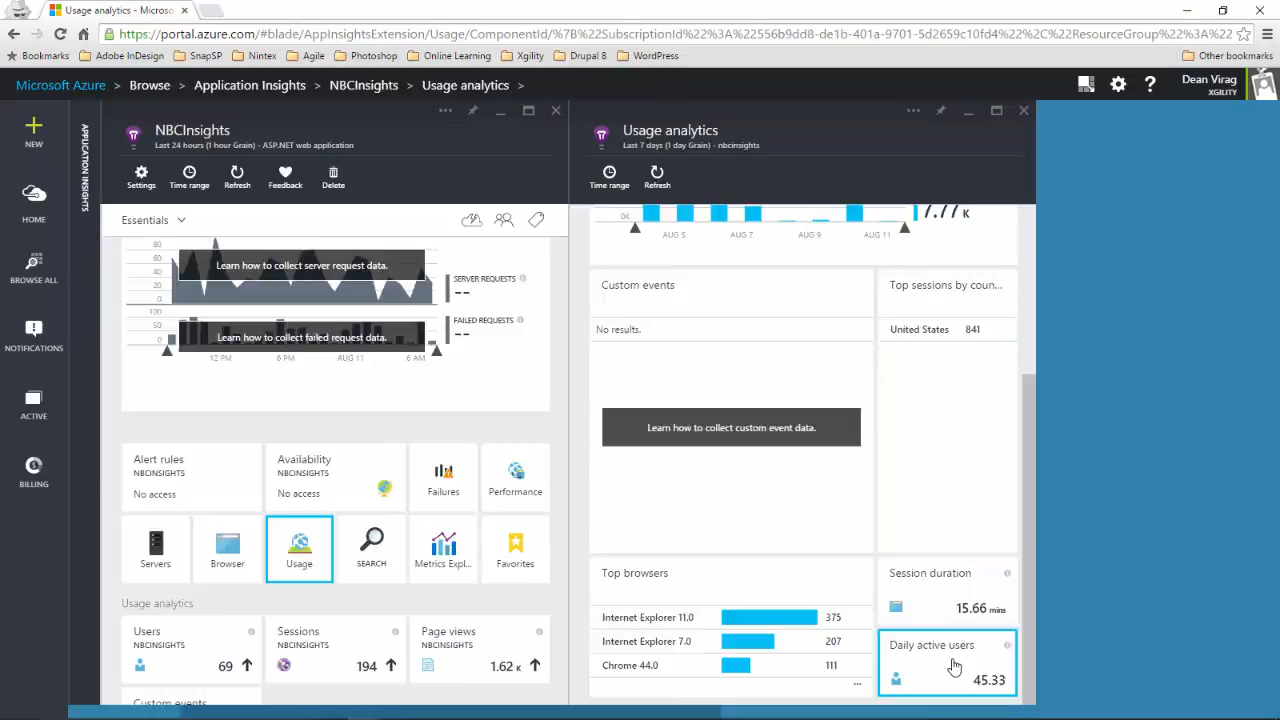 Usage analytics - Micros
https://portal.azure.com/#blade/AppInsightsExtension/Usage/ComponentId/%7B%22SubscriptionId%22%3A%22556b9dd8-de1b-401a-9701-5d2659c10fd4%22%2C%22ResourceGroup%22%3A%22
Bookmarks Adobe InDesign SnapSP Nintex Agile Photoshop Online Learning Xgility Drupal 8 WordPress Other bookmarks
Microsoft Azure > Browse > Application Insights > NBCInsights > Usage analytics >
Dean Virag
XGILITY
NEW
HOME
BROWSE ALL
NOTIFICATIONS
ACTIVE
BILLING
APPLICATION INSIGHTS
NBCInsights
Last 24 hours (1 hour Grain) - ASP.NET web application
Settings Time range Refresh Feedback Delete
Essentials
80
60
40
20
0
Learn how to collect server request data.
SERVER REQUESTS
--
100
50
0
Learn how to collect failed request data.
FAILED REQUESTS
--
12 PM 6 PM AUG 11 6 AM
Alert rules
NBCINSIGHTS
No access
Availability
NBCINSIGHTS
No access
Failures
Performance
Servers
Browser
Usage
SEARCH
Metrics Expl...
Favorites
Usage analytics
Users
NBCINSIGHTS
69
Sessions
NBCINSIGHTS
194
Page views
NBCINSIGHTS
1.62 K
Custom events
Usage analytics
Last 7 days (1 day Grain) - nbcinsights
Time range Refresh
0K
7.77 K
AUG 5 AUG 7 AUG 9 AUG 11
Custom events
No results.
Learn how to collect custom event data.
Top sessions by coun...
United States 841
Top browsers
Internet Explorer 11.0 375
Internet Explorer 7.0 207
Chrome 44.0 111
...
Session duration
15.66 mins
Daily active users
45.33